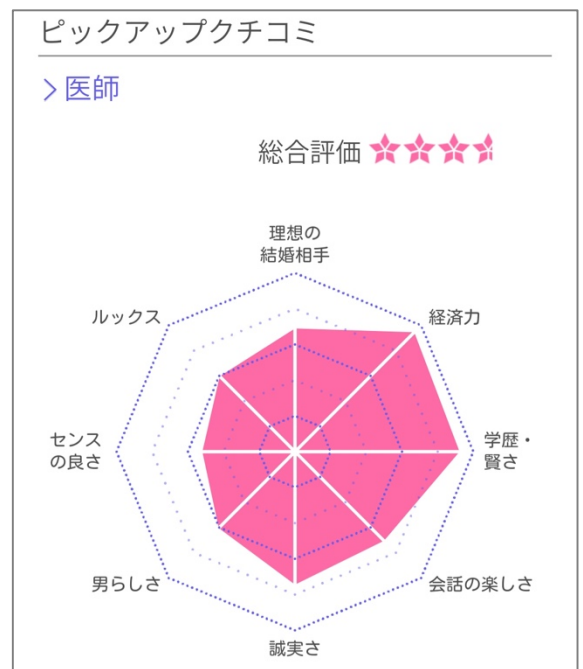 ピックアップクチコミ
>医師
総合評価
理想の
結婚相手
ルックス
経済力
センス
の良さ
学歴・
賢さ
男らしさ
会話の楽しさ
誠実さ